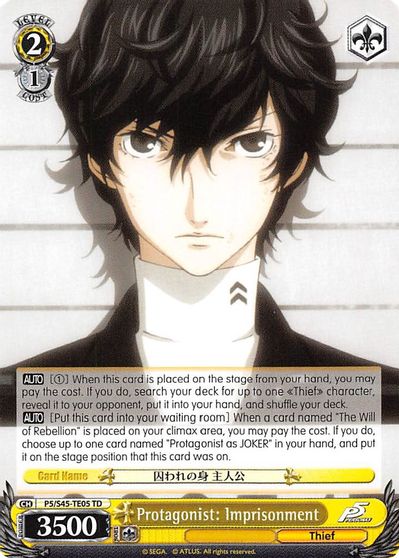 LEVEL
2
1
COST
AUTO [①] When this card is placed on the stage from your hand, you may
pay the cost. If you do, search your deck for up to one «Thief» character,
reveal it to your opponent, put it into your hand, and shuffle your deck.
AUTO [Put this card into your waiting room] When a card named "The Will
of Rebellion" is placed on your climax area, you may pay the cost. If you do,
choose up to one card named "Protagonist as JOKER" in your hand, and put
it on the stage position that this card was on.
Card Name
囚われの身 主人公
CH
P5/S45-TE05 TD
3500
Protagonist: Imprisonment
P5
Thief
© SEGA. © ATLUS. All rights reserved.